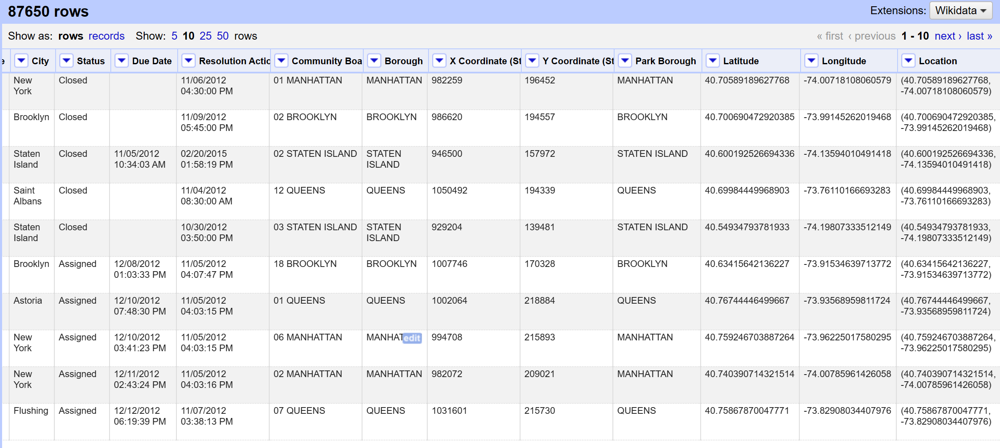 87650 rows
Extensions: Wikidata
Show as: rows records Show: 5 10 25 50 rows
« first ‹ previous 1 - 10 next › last »
e City Status Due Date Resolution Actio Community Boa Borough X Coordinate (St Y Coordinate (St Park Borough Latitude Longitude Location
New Closed 11/06/2012 01 MANHATTAN MANHATTAN 982259 196452 MANHATTAN 40.70589189627768 -74.00718108060579 (40.70589189627768,
York 04:30:00 PM -74.00718108060579)
Brooklyn Closed 11/09/2012 02 BROOKLYN BROOKLYN 986620 194557 BROOKLYN 40.700690472920385 -73.99145262019468 (40.700690472920385,
05:45:00 PM -73.99145262019468)
Staten Closed 11/05/2012 02/20/2015 02 STATEN ISLAND STATEN 946500 157972 STATEN ISLAND 40.600192526694336 -74.13594010491418 (40.600192526694336,
Island 10:34:03 AM 01:58:19 PM ISLAND -74.13594010491418)
Saint Closed 11/04/2012 12 QUEENS QUEENS 1050492 194339 QUEENS 40.69984449968903 -73.76110166693283 (40.69984449968903,
Albans 08:30:00 AM -73.76110166693283)
Staten Closed 10/30/2012 03 STATEN ISLAND STATEN 929204 139481 STATEN ISLAND 40.54934793781933 -74.19807333512149 (40.54934793781933,
Island 03:50:00 PM ISLAND -74.19807333512149)
Brooklyn Assigned 12/08/2012 11/05/2012 18 BROOKLYN BROOKLYN 1007746 170328 BROOKLYN 40.63415642136227 -73.91534639713772 (40.63415642136227,
01:03:33 PM 04:07:47 PM -73.91534639713772)
Astoria Assigned 12/10/2012 11/05/2012 01 QUEENS QUEENS 1002064 218884 QUEENS 40.76744446499667 -73.93568959811724 (40.76744446499667,
07:48:30 PM 04:03:15 PM -73.93568959811724)
New Assigned 12/10/2012 11/05/2012 06 MANHATTAN MANHAT edit 994708 215893 MANHATTAN 40.759246703887264 -73.96225017580295 (40.759246703887264,
York 03:41:23 PM 04:03:15 PM -73.96225017580295)
New Assigned 12/11/2012 11/05/2012 02 MANHATTAN MANHATTAN 982072 209021 MANHATTAN 40.740390714321514 -74.00785961426058 (40.740390714321514,
York 02:43:24 PM 04:03:16 PM -74.00785961426058)
Flushing Assigned 12/12/2012 11/07/2012 07 QUEENS QUEENS 1031601 215730 QUEENS 40.75867870047771 -73.82908034407976 (40.75867870047771,
06:19:39 PM 03:38:13 PM -73.82908034407976)